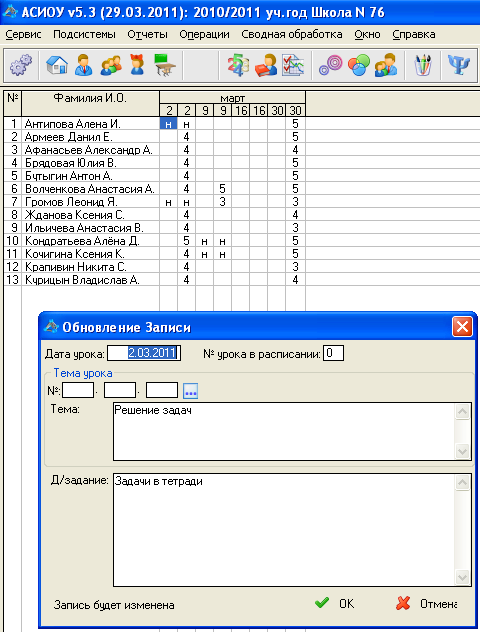 АСИОУ v5.3 (29.03.2011): 2010/2011 уч.год Школа N 76
Сервис Подсистемы Отчеты Операции Сводная обработка Окно Справка
№ Фамилия И.О. март
2 2 9 9 16 16 30 30
1 Антипова Алена И. н н 5
2 Армеев Данил Е. 4 5
3 Афанасьев Александр А. 4 4
4 Брядовая Юлия В. 4 5
5 Бутыгин Антон А. 4 5
6 Волченкова Анастасия А. 4 5 5
7 Громов Леонид Я. н н 3 3
8 Жданова Ксения С. 4 4
9 Ильичева Анастасия В. 4 3
10 Кондратьева Алёна Д. 5 н н 5
11 Кочигина Ксения К. 4 н н 5
12 Крапивин Никита С. 4 3
13 Курицын Владислав А. 4 4
Обновление Записи
Дата урока: 2.03.2011 № урока в расписании: 0
Тема урока
№: . . ...
Тема: Решение задач
Д/задание: Задачи в тетради
Запись будет изменена OK Отмена